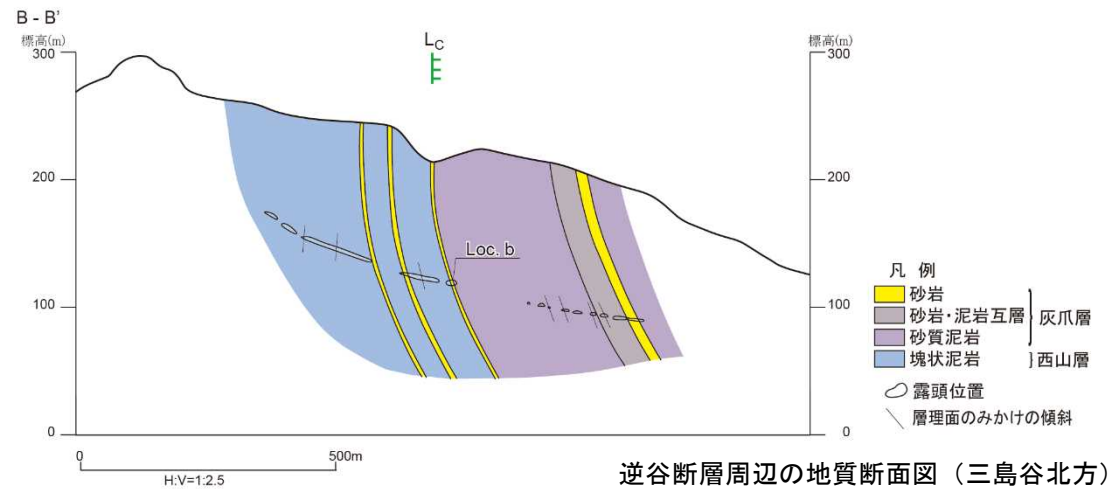 B - B'
標高(m)
300
200
100
0
L_C
標高(m)
300
200
100
0
Loc. b
凡 例
砂岩
砂岩・泥岩互層
砂質泥岩
灰爪層
塊状泥岩
西山層
露頭位置
層理面のみかけの傾斜
0 500m
H:V=1:2.5
逆谷断層周辺の地質断面図（三島谷北方）